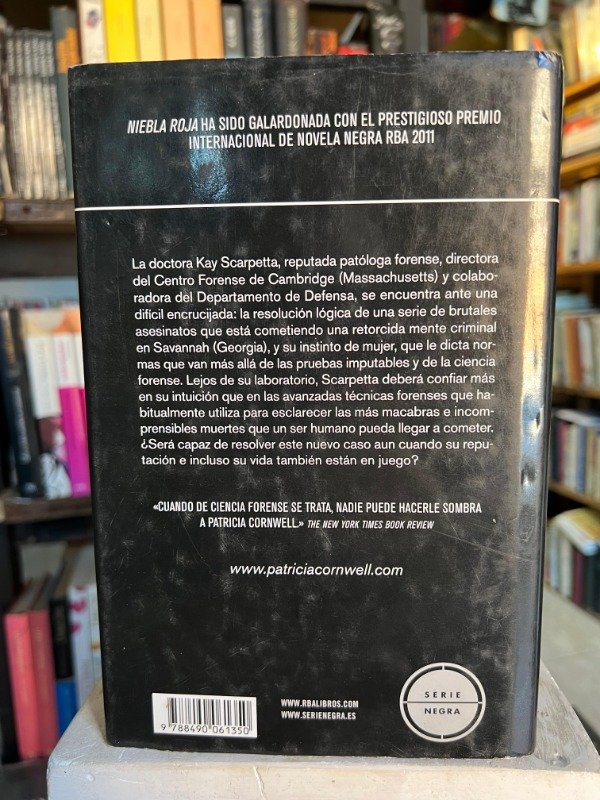 NIEBLA ROJA HA SIDO GALARDONADA CON EL PRESTIGIOSO PREMIO
INTERNACIONAL DE NOVELA NEGRA RBA 2011
La doctora Kay Scarpetta, reputada patóloga forense, directora
del Centro Forense de Cambridge (Massachusetts) y colabo-
radora del Departamento de Defensa, se encuentra ante una
difícil encrucijada: la resolución lógica de una serie de brutales
asesinatos que está cometiendo una retorcida mente criminal
en Savannah (Georgia), y su instinto de mujer, que le dicta nor-
mas que van más allá de las pruebas imputables y de la ciencia
forense. Lejos de su laboratorio, Scarpetta deberá confiar más
en su intuición que en las avanzadas técnicas forenses que ha-
bitualmente utiliza para esclarecer las más macabras e incom-
prensibles muertes que un ser humano pueda llegar a cometer.
¿Será capaz de resolver este nuevo caso aun cuando su repu-
tación e incluso su vida también están en juego?
«CUANDO DE CIENCIA FORENSE SE TRATA, NADIE PUEDE HACERLE SOMBRA
A PATRICIA CORNWELL» THE NEW YORK TIMES BOOK REVIEW
www.patriciacornwell.com
9 788490 061350
WWW.RBALIBROS.COM
WWW.SERIENEGRA.ES
SERIE
NEGRA